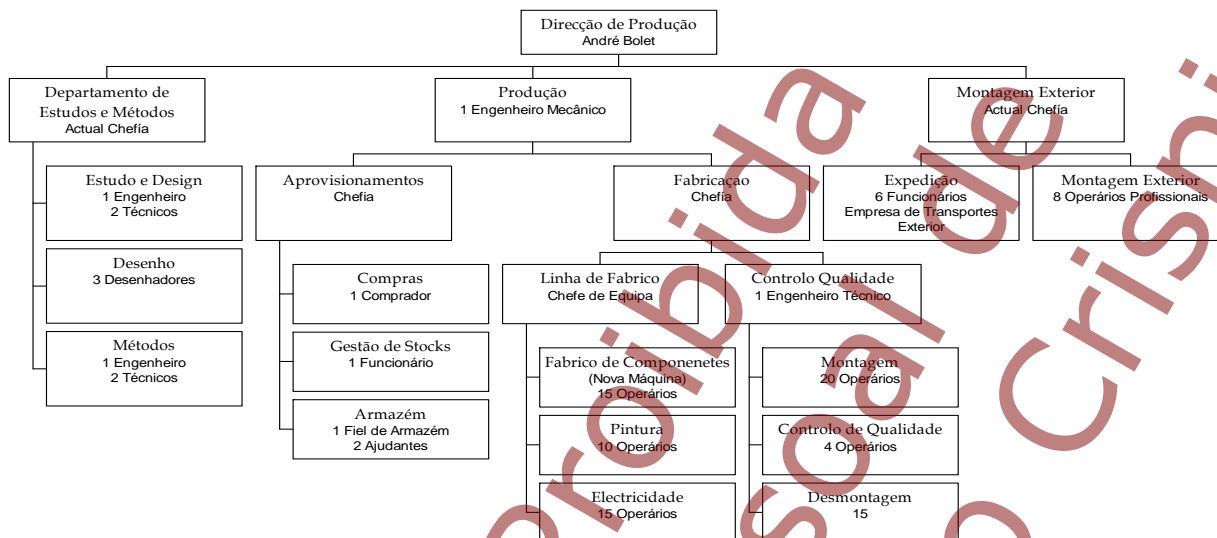 Direcção de Produção
André Bolet
Departamento de
Estudos e Métodos
Actual Chefía
Produção
1 Engenheiro Mecânico
Montagem Exterior
Actual Chefía
Estudo e Design
1 Engenheiro
2 Técnicos
Aprovisionamentos
Chefia
Fabricaçao
Chefía
Expedição
6 Funcionários
Empresa de Transportes
Exterior
Montagem Exterior
8 Operários Profissionais
Desenho
3 Desenhadores
Compras
1 Comprador
Linha de Fabrico
Chefe de Equipa
Controlo Qualidade
1 Engenheiro Técnico
Métodos
1 Engenheiro
2 Técnicos
Gestão de Stocks
1 Funcionário
Fabrico de Componenetes
(Nova Máquina)
15 Operários
Montagem
20 Operários
Armazém
1 Fiel de Armazém
2 Ajudantes
Pintura
10 Operários
Controlo de Qualidade
4 Operários
Electricidade
15 Operários
Desmontagem
15
Proibida
de